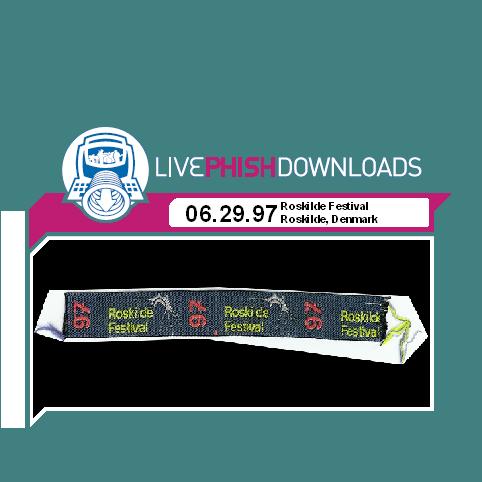 LIVEPHISHDOWNLOADS
06.29.97
Roskilde Festival
Roskilde, Denmark
97 Roskilde Festival 97 Roskilde Festival 97 Roskilde Festival